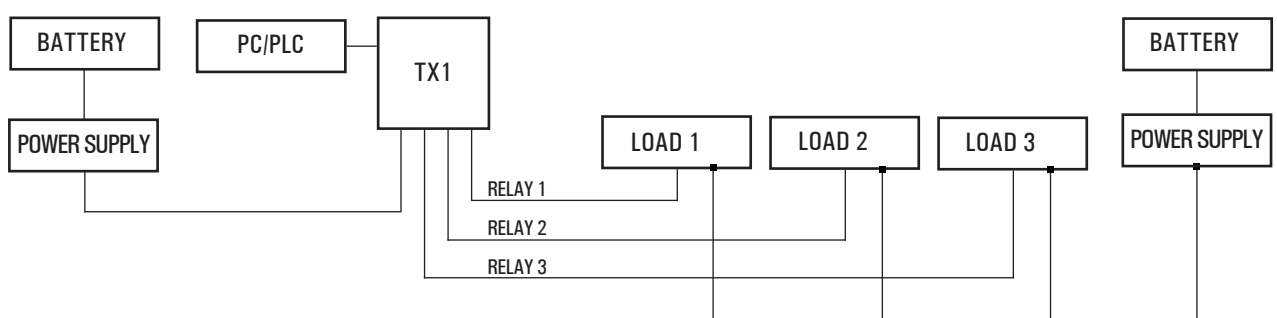 BATTERY
PC/PLC
TX1
BATTERY
POWER SUPPLY
LOAD 1
LOAD 2
LOAD 3
POWER SUPPLY
RELAY 1
RELAY 2
RELAY 3